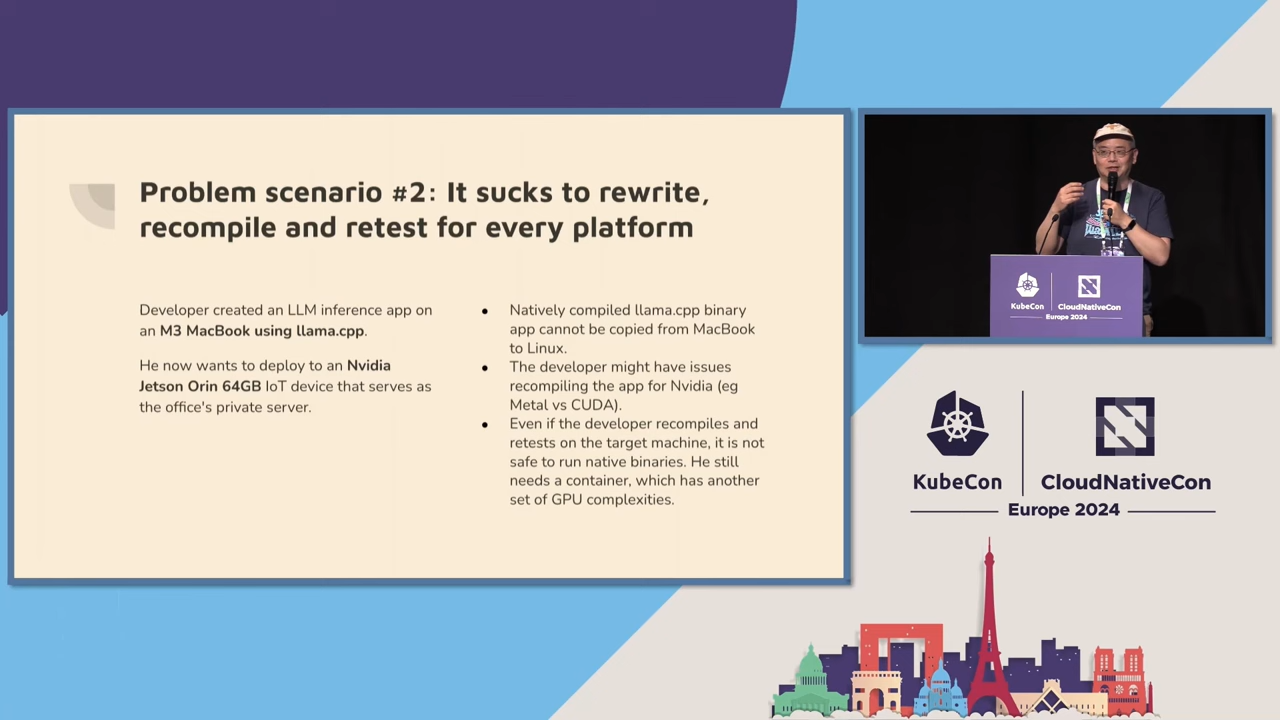 Problem scenario #2: It sucks to rewrite,
recompile and retest for every platform
Developer created an LLM inference app on
an M3 MacBook using llama.cpp.
He now wants to deploy to an Nvidia
Jetson Orin 64GB IoT device that serves as
the office's private server.
● Natively compiled llama.cpp binary
app cannot be copied from MacBook
to Linux.
● The developer might have issues
recompiling the app for Nvidia (eg
Metal vs CUDA).
● Even if the developer recompiles and
retests on the target machine, it is not
safe to run native binaries. He still
needs a container, which has another
set of GPU complexities.
KubeCon CloudNativeCon
Europe 2024
KubeCon CloudNativeCon
Europe 2024